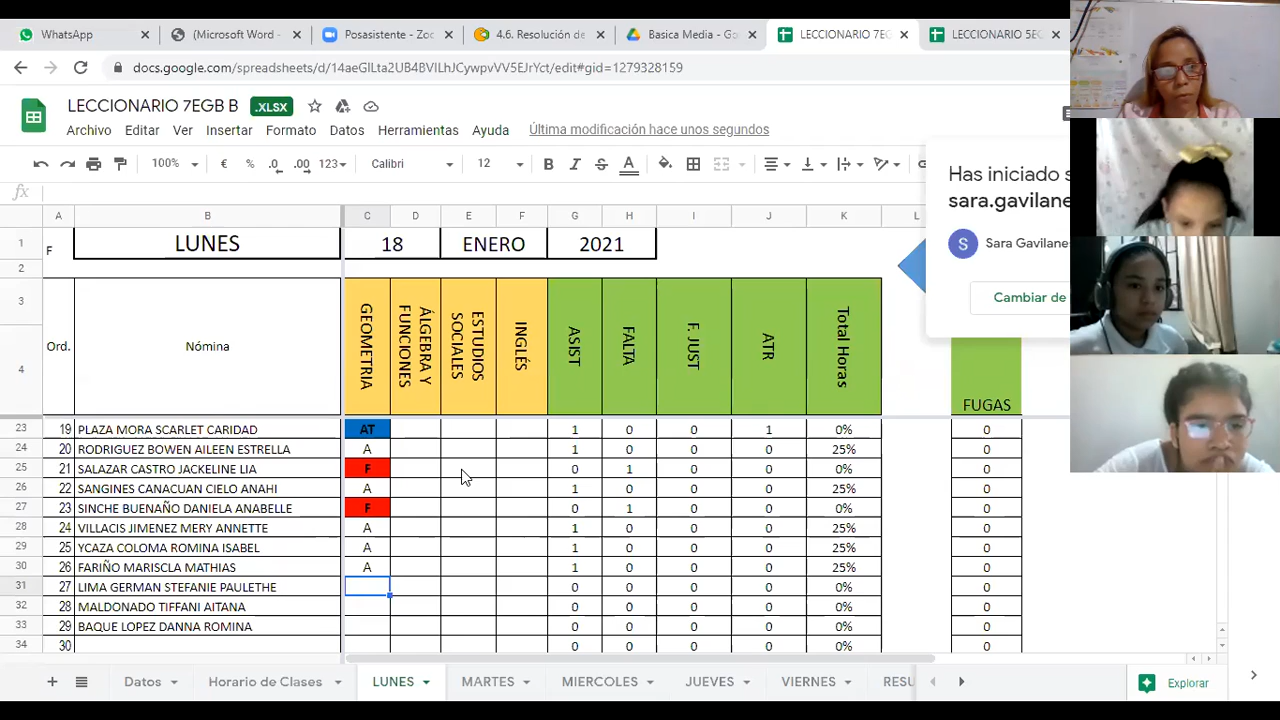 WhatsApp
(Microsoft Word -
Posasistente - Zoc
4.6. Resolución de
Basica Media - Go
LECCIONARIO 7EG
LECCIONARIO 5EG
LECCIONARIO 7EGB B .XLSX
Archivo Editar Ver Insertar Formato Datos Herramientas Ayuda Última modificación hace unos segundos
100% € % .0 .00 123 Calibri 12 B I S A
fx
Has iniciado s
sara.gavilane
S Sara Gavilane
Cambiar de
A B C D E F G H I J K L
1 F LUNES 18 ENERO 2021
2
3
4
Ord. Nómina GEOMETRIA ÁLGEBRA Y FUNCIONES ESTUDIOS SOCIALES INGLÉS ASIST FALTA F. JUST ATR Total Horas FUGAS
23 19 PLAZA MORA SCARLET CARIDAD AT 1 0 0 1 0% 0
24 20 RODRIGUEZ BOWEN AILEEN ESTRELLA A 1 0 0 0 25% 0
25 21 SALAZAR CASTRO JACKELINE LIA F 0 1 0 0 0% 0
26 22 SANGINES CANACUAN CIELO ANAHI A 1 0 0 0 25% 0
27 23 SINCHE BUENAÑO DANIELA ANABELLE F 0 1 0 0 0% 0
28 24 VILLACIS JIMENEZ MERY ANNETTE A 1 0 0 0 25% 0
29 25 YCAZA COLOMA ROMINA ISABEL A 1 0 0 0 25% 0
30 26 FARIÑO MARISCLA MATHIAS A 1 0 0 0 25% 0
31 27 LIMA GERMAN STEFANIE PAULETHE 0 0 0 0 0% 0
32 28 MALDONADO TIFFANI AITANA 0 0 0 0 0% 0
33 29 BAQUE LOPEZ DANNA ROMINA 0 0 0 0 0% 0
34 30 0 0 0 0 0% 0
Datos Horario de Clases LUNES MARTES MIERCOLES JUEVES VIERNES RESU Explorar